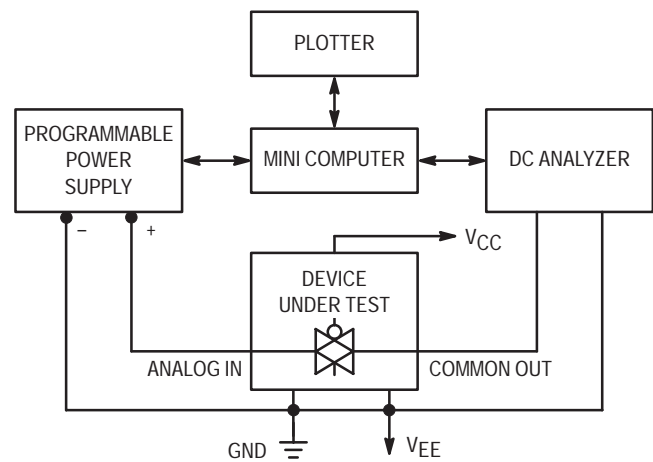 PLOTTER
PROGRAMMABLE
POWER
SUPPLY
MINI COMPUTER
DC ANALYZER
– +
VCC
DEVICE
UNDER TEST
ANALOG IN
COMMON OUT
GND
VEE